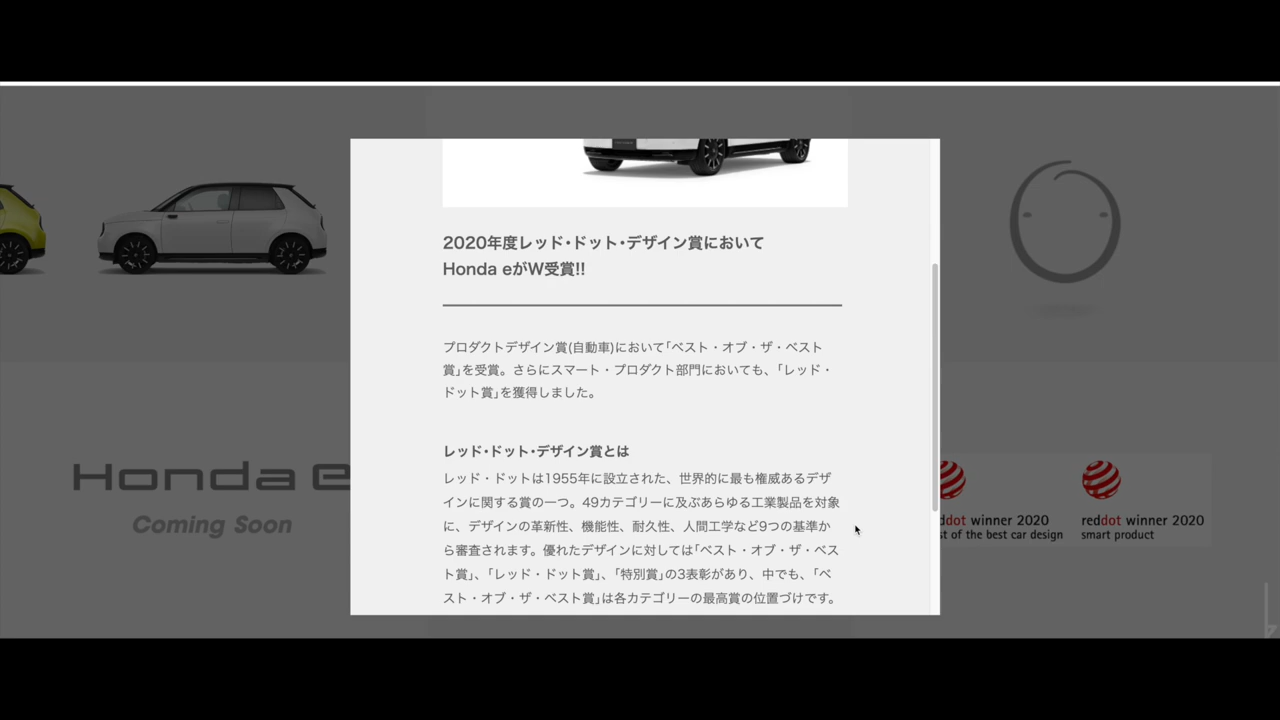 2020年度レッド・ドット・デザイン賞において
Honda eがW受賞!!
プロダクトデザイン賞(自動車)において「ベスト・オブ・ザ・ベスト
賞」を受賞。さらにスマート・プロダクト部門においても、「レッド・
ドット賞」を獲得しました。
レッド・ドット・デザイン賞とは
レッド・ドットは1955年に設立された、世界的に最も権威あるデザ
インに関する賞の一つ。49カテゴリーに及ぶあらゆる工業製品を対象
に、デザインの革新性、機能性、耐久性、人間工学など9つの基準か
ら審査されます。優れたデザインに対しては「ベスト・オブ・ザ・ベス
ト賞」、「レッド・ドット賞」、「特別賞」の3表彰があり、中でも、「ベ
スト・オブ・ザ・ベスト賞」は各カテゴリーの最高賞の位置づけです。
Honda e
Coming Soon
ddot winner 2020
st of the best car design
reddot winner 2020
smart product